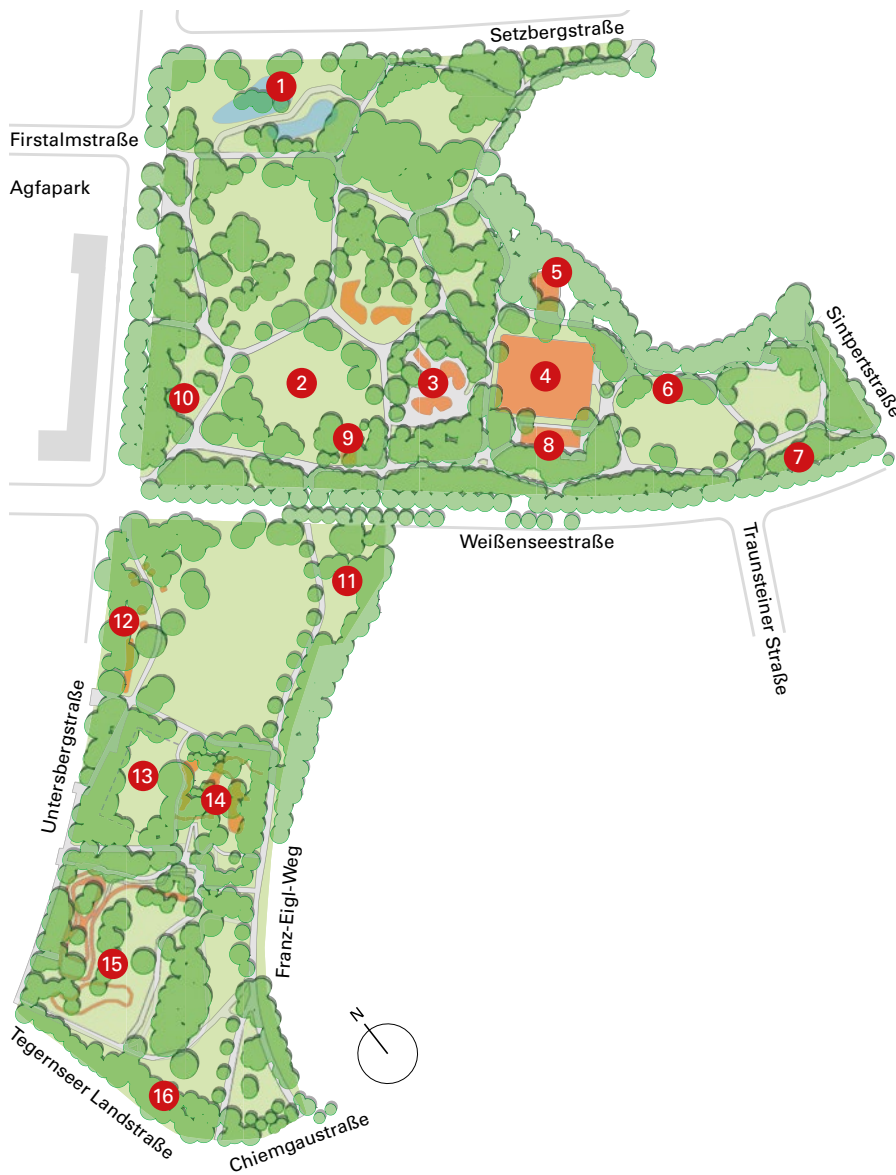 Setzbergstraße
1
Firstalmstraße
Agfapark
5
Sintpertstraße
2
3
4
6
10
9
8
7
Weißenseestraße
11
Traunsteiner Straße
12
Untersbergstraße
13
14
Franz-Eigl-Weg
15
N
Tegernseer Landstraße
16
Chiemgaustraße